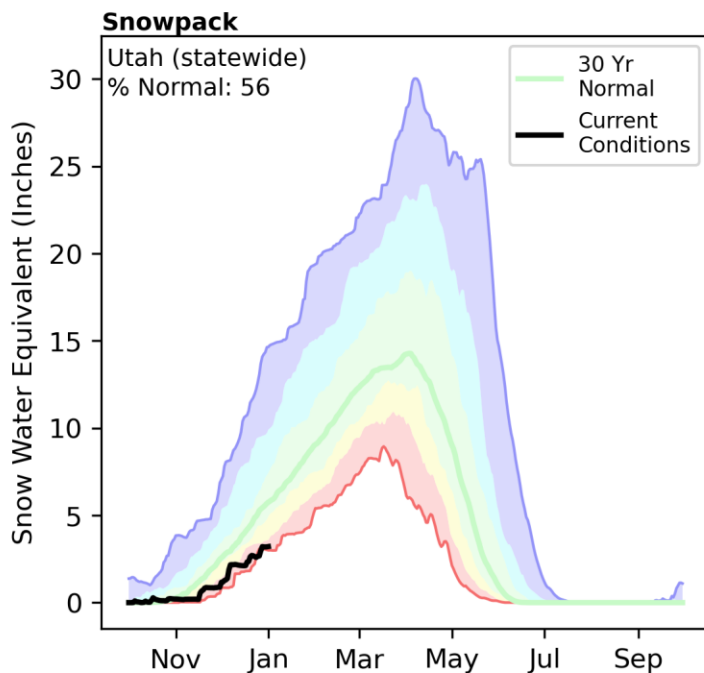 Snowpack
Utah (statewide)
% Normal: 56
30 Yr
Normal
Current
Conditions
Snow Water Equivalent (Inches)
30
25
20
15
10
5
0
Nov
Jan
Mar
May
Jul
Sep